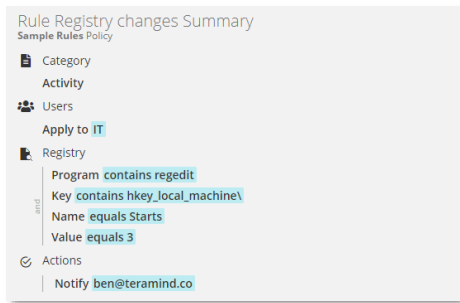 Rule Registry changes Summary
Sample Rules Policy
Category
Activity
Users
Apply to IT
Registry
Program contains regedit
Key contains hkey_local_machine\
and
Name equals Starts
Value equals 3
Actions
Notify ben@teramind.co